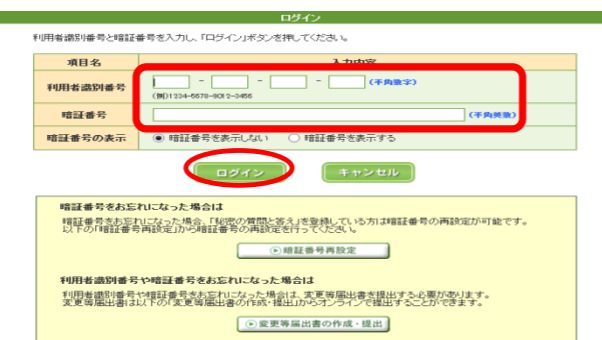 ログイン
利用者識別番号と暗証番号を入力し、「ログイン」ボタンを押してください。
項目名 入力内容
利用者識別番号 - - - (半角数字)
(例)1234-5678-9012-3456
暗証番号 (半角英数)
暗証番号の表示 暗証番号を表示しない 暗証番号を表示する
ログイン キャンセル
暗証番号をお忘れになった場合は
暗証番号をお忘れになった場合、「秘密の質問と答え」を登録している方は暗証番号の再設定が可能です。
以下の「暗証番号再設定」から暗証番号の再設定を行ってください。
暗証番号再設定
利用者識別番号や暗証番号をお忘れになった場合は
利用者識別番号や暗証番号をお忘れになった場合は、変更等届出書を提出する必要があります。
変更等届出書は以下の「変更等届出書の作成・提出」からオンラインで提出することができます。
変更等届出書の作成・提出